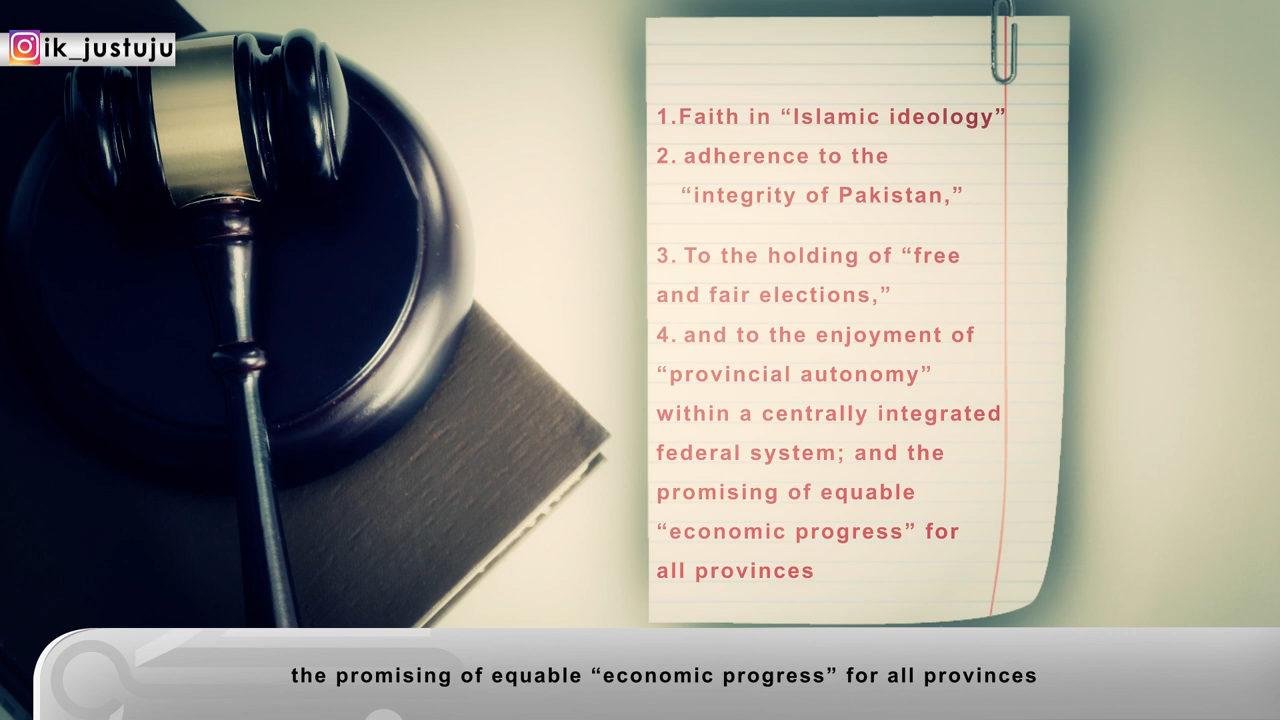 ik_justuju
1.Faith in “Islamic ideology”
2. adherence to the
“integrity of Pakistan,”
3. To the holding of “free
and fair elections,”
4. and to the enjoyment of
“provincial autonomy”
within a centrally integrated
federal system; and the
promising of equable
“economic progress” for
all provinces
the promising of equable “economic progress” for all provinces